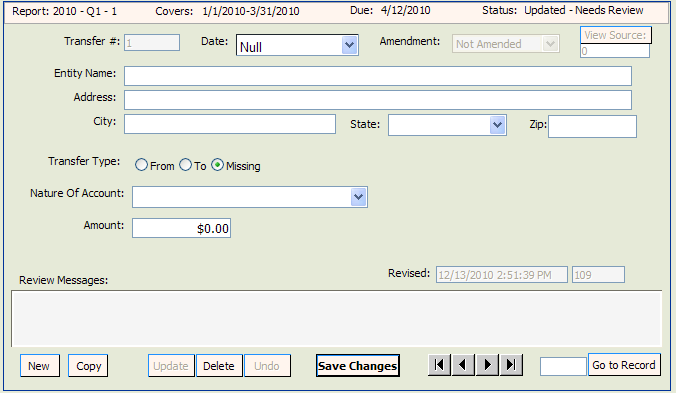 Report: 2010 - Q1 - 1 Covers: 1/1/2010-3/31/2010 Due: 4/12/2010 Status: Updated - Needs Review
Transfer #: 1 Date: Null Amendment: Not Amended View Source:
0
Entity Name:
Address:
City: State: Zip:
Transfer Type: From To Missing
Nature Of Account:
Amount: $0.00
Revised: 12/13/2010 2:51:39 PM 109
Review Messages:
New Copy Update Delete Undo Save Changes Go to Record